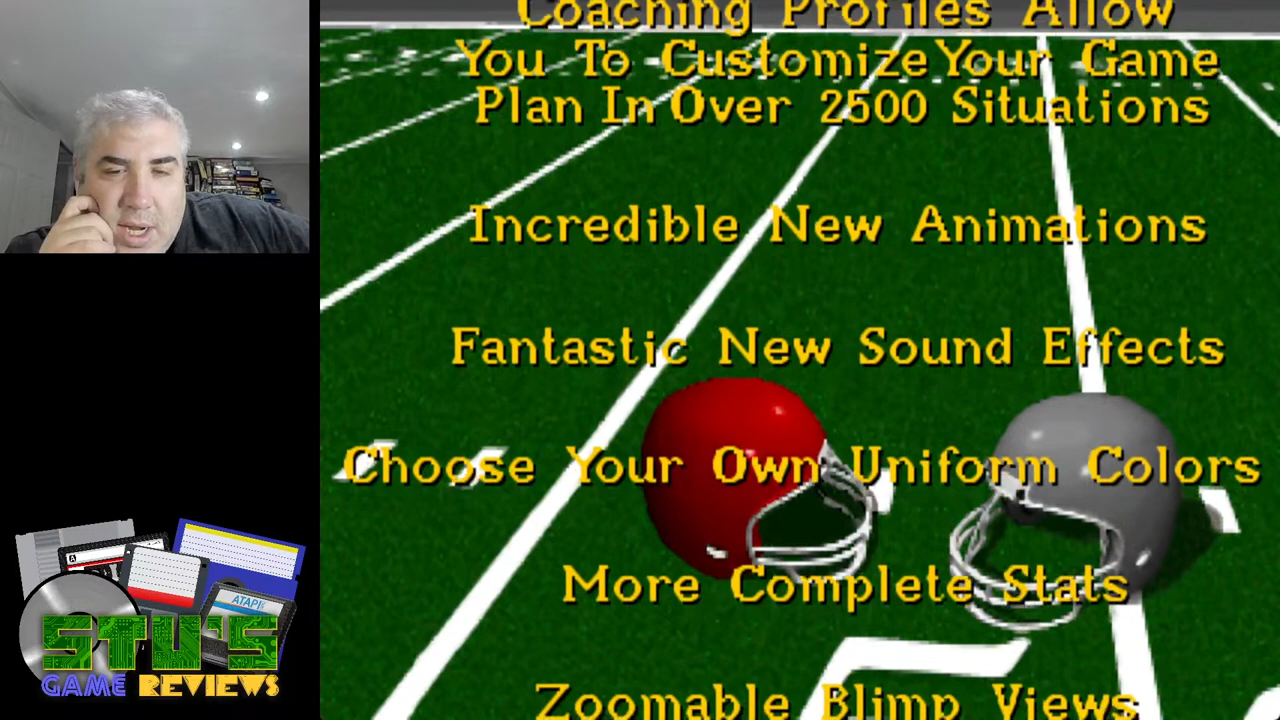 Coaching Profiles Allow
You To Customize Your Game
Plan In Over 2500 Situations
Incredible New Animations
Fantastic New Sound Effects
Choose Your Own Uniform Colors
More Complete Stats
Zoomable Blimp Views
A
ATARI
STU'S
GAME REVIEWS